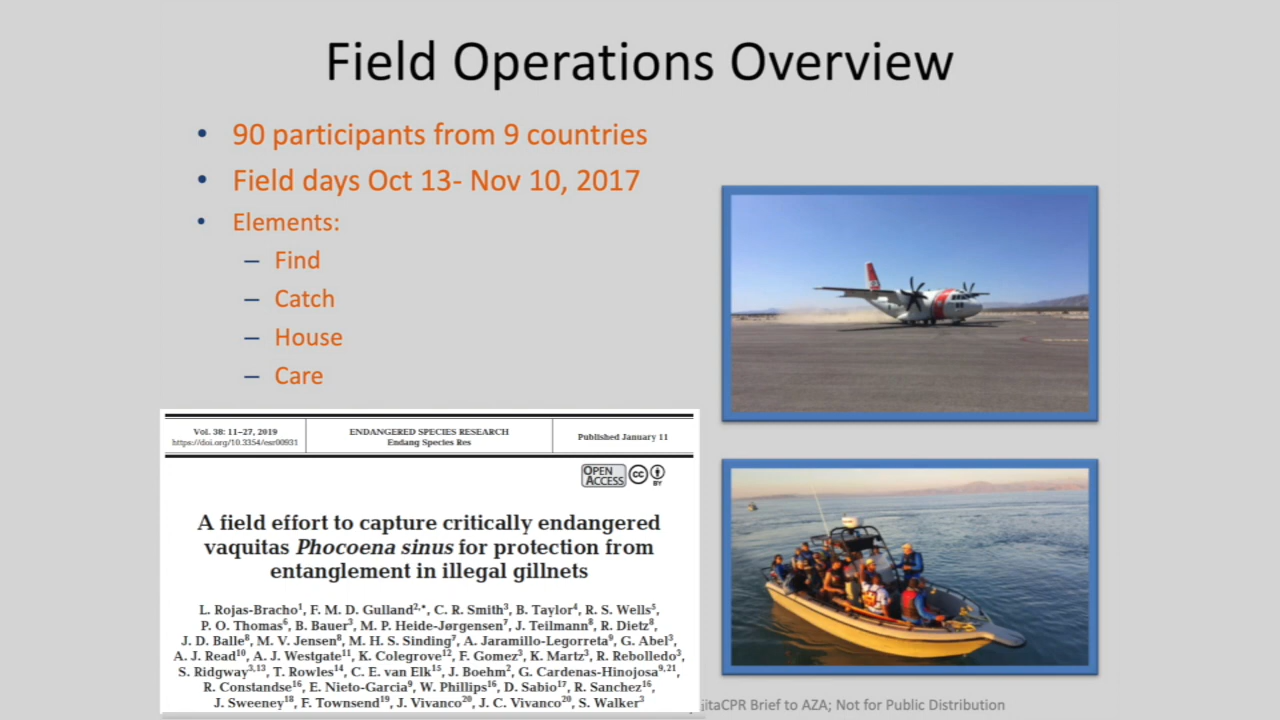 Field Operations Overview
• 90 participants from 9 countries
• Field days Oct 13- Nov 10, 2017
• Elements:
– Find
– Catch
– House
– Care
Vol. 38: 11–27, 2019
https://doi.org/10.3354/esr00931
ENDANGERED SPECIES RESEARCH
Endang Species Res
Published January 11
OPEN ACCESS
CC BY
A field effort to capture critically endangered
vaquitas Phocoena sinus for protection from
entanglement in illegal gillnets
L. Rojas-Bracho1, F. M. D. Gulland2,*, C. R. Smith3, B. Taylor4, R. S. Wells5,
P. O. Thomas6, B. Bauer3, M. P. Heide-Jørgensen7, J. Teilmann8, R. Dietz8,
J. D. Balle8, M. V. Jensen8, M. H. S. Sinding7, A. Jaramillo-Legorreta9, G. Abel3,
A. J. Read10, A. J. Westgate11, K. Colegrove12, F. Gomez3, K. Martz3, R. Rebolledo3,
S. Ridgway3,13, T. Rowles14, C. E. van Elk15, J. Boehm2, G. Cardenas-Hinojosa9,21,
R. Constandse16, E. Nieto-Garcia9, W. Phillips16, D. Sabio17, R. Sanchez16,
J. Sweeney18, F. Townsend19, J. Vivanco20, J. C. Vivanco20, S. Walker3
itaCPR Brief to AZA; Not for Public Distribution